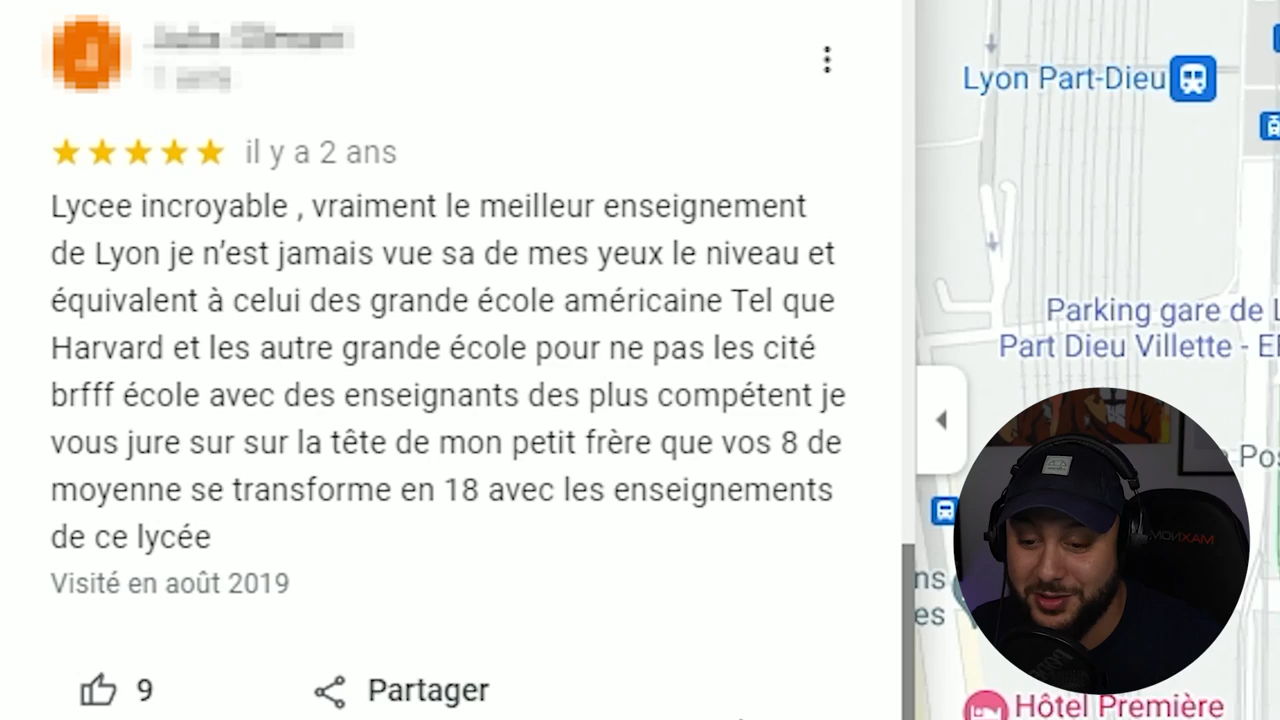 il y a 2 ans
Lycee incroyable , vraiment le meilleur enseignement
de Lyon je n’est jamais vue sa de mes yeux le niveau et
équivalent à celui des grande école américaine Tel que
Harvard et les autre grande école pour ne pas les cité
brfff école avec des enseignants des plus compétent je
vous jure sur sur la tête de mon petit frère que vos 8 de
moyenne se transforme en 18 avec les enseignements
de ce lycée
Visité en août 2019
9
Partager
Lyon Part-Dieu
Parking gare de L
Part Dieu Villette - E
Pos
ns
es
MAXNOM
Hôtel Première